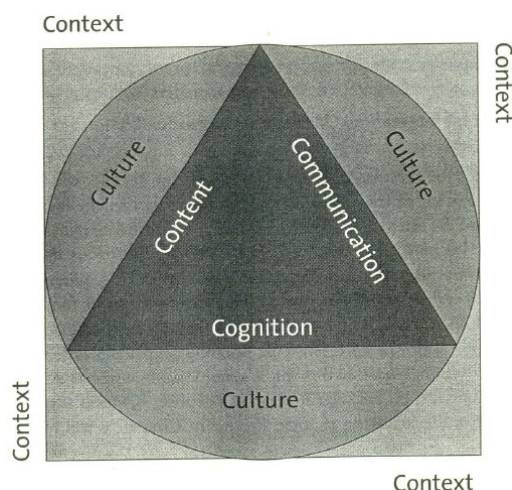 Context
Context
Culture
Culture
Content
Communication
Cognition
Culture
Context
Context